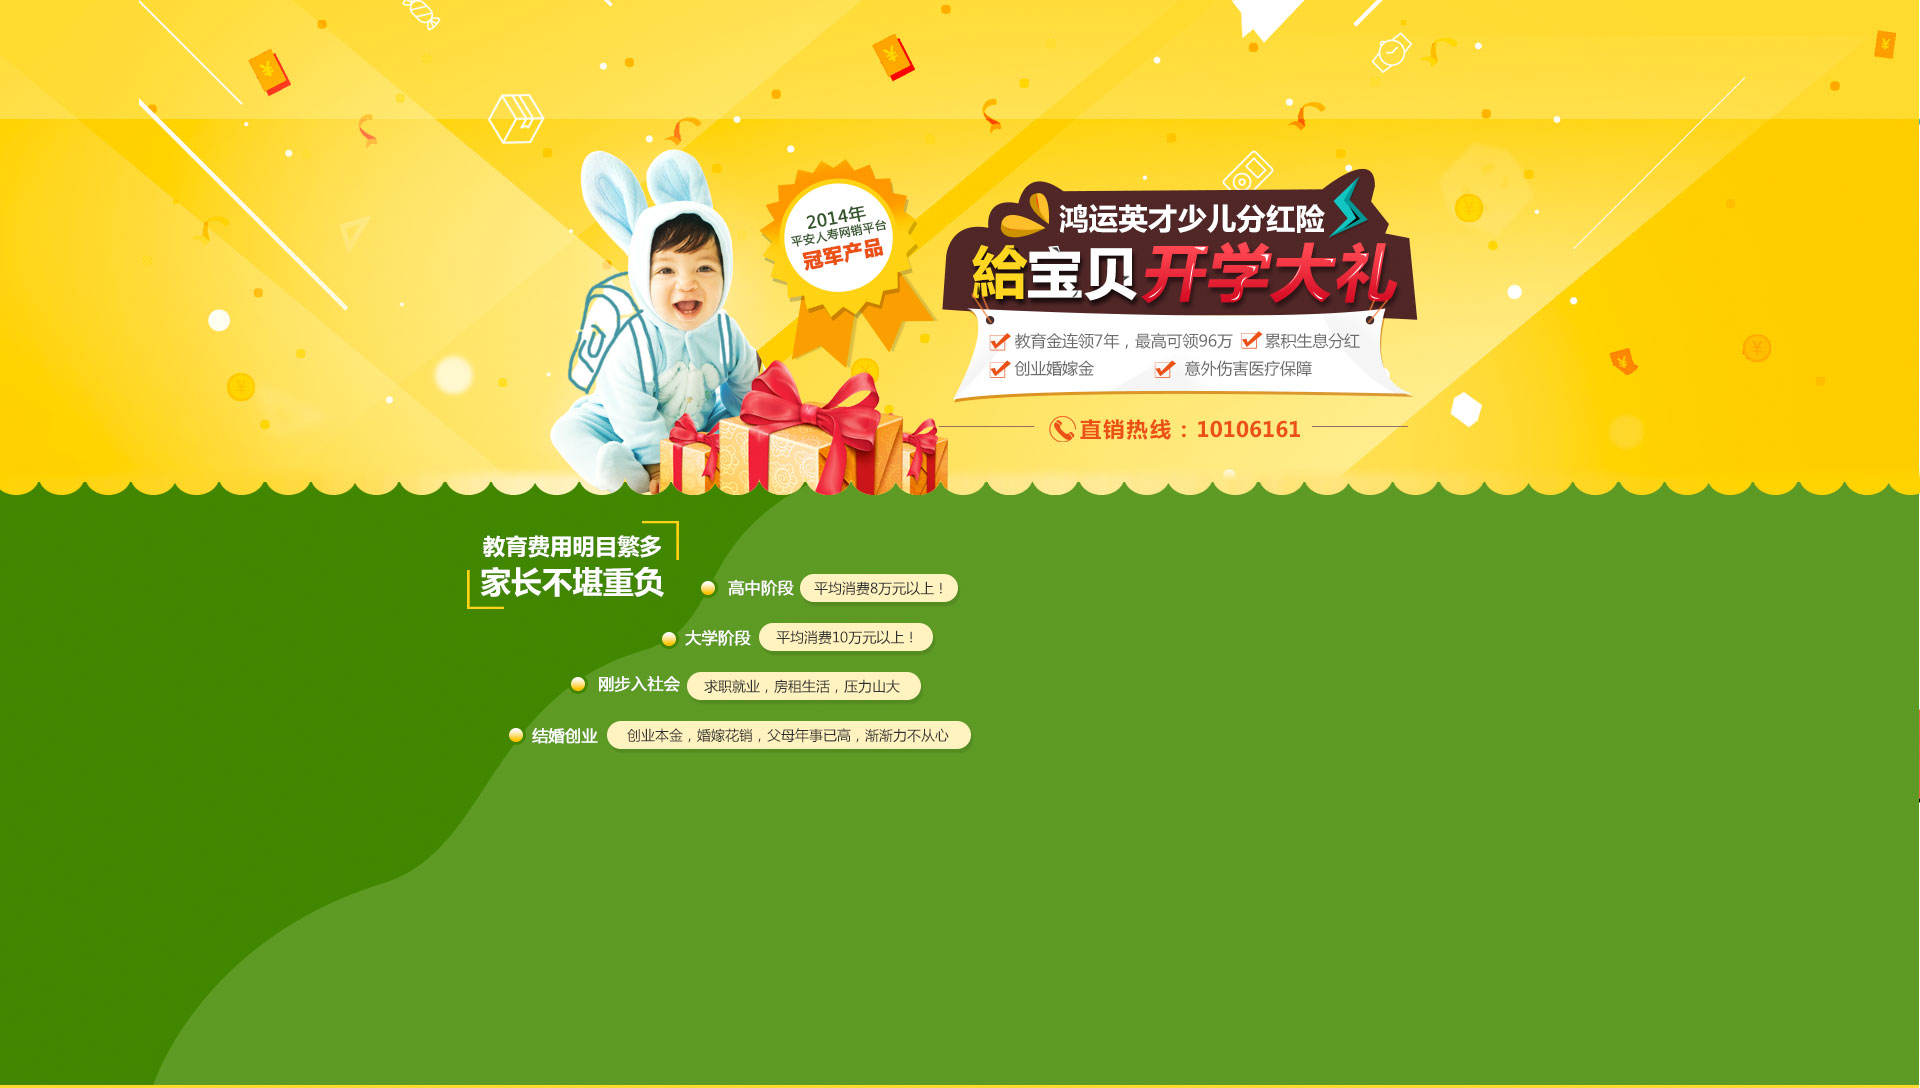 2014年
平安人寿网销平台
冠军产品
鸿运英才少儿分红险
給宝贝开学大礼
教育金连领7年，最高可领96万 累积生息分红
创业婚嫁金 意外伤害医疗保障
直销热线：10106161
教育费用明目繁多
家长不堪重负
高中阶段 平均消费8万元以上！
大学阶段 平均消费10万元以上！
刚步入社会 求职就业，房租生活，压力山大
结婚创业 创业本金，婚嫁花销，父母年事已高，渐渐力不从心